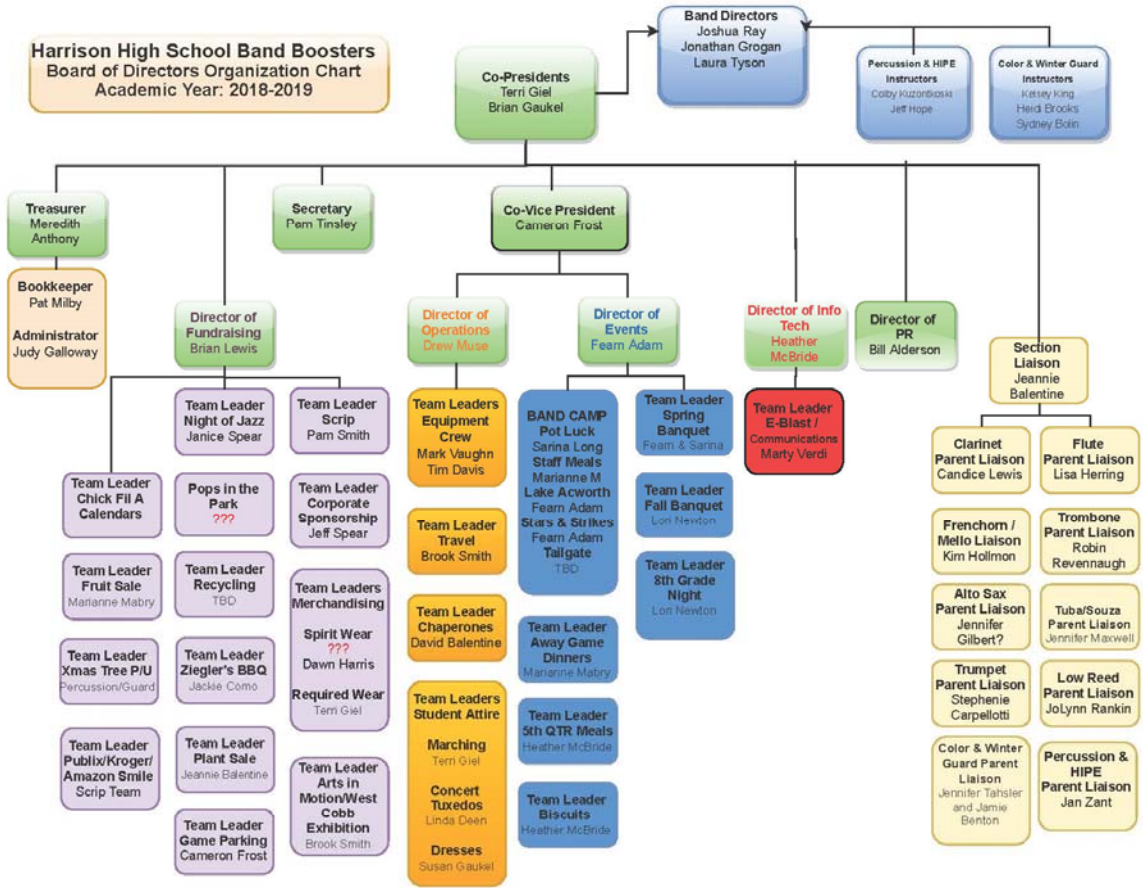 Harrison High School Band Boosters
Board of Directors Organization Chart
Academic Year: 2018-2019
Co-Presidents
Terri Giel
Brian Gaukel
Band Directors
Joshua Ray
Jonathan Grogan
Laura Tyson
Percussion & HIPE
Instructors
Colby Kuzontkoski
Jeff Hope
Color & Winter Guard
Instructors
Kelsey King
Heidi Brooks
Sydney Bolin
Treasurer
Meredith
Anthony
Secretary
Pam Tinsley
Co-Vice President
Cameron Frost
Bookkeeper
Pat Milby
Administrator
Judy Galloway
Director of
Fundraising
Brian Lewis
Director of
Operations
Drew Muse
Director of
Events
Fearn Adam
Director of Info
Tech
Heather
McBride
Director of
PR
Bill Alderson
Section
Liaison
Jeannie
Balentine
Team Leader
Chick Fil A
Calendars
Team Leader
Fruit Sale
Marianne Mabry
Team Leader
Xmas Tree P/U
Percussion/Guard
Team Leader
Publix/Kroger/
Amazon Smile
Scrip Team
Team Leader
Night of Jazz
Janice Spear
Pops in the
Park
???
Team Leader
Recycling
TBD
Team Leader
Ziegler's BBQ
Jackie Como
Team Leader
Plant Sale
Jeannie Balentine
Team Leader
Game Parking
Cameron Frost
Team Leader
Scrip
Pam Smith
Team Leader
Corporate
Sponsorship
Jeff Spear
Team Leaders
Merchandising
Spirit Wear
???
Dawn Harris
Required Wear
Terri Giel
Team Leader
Arts in
Motion/West
Cobb
Exhibition
Brook Smith
Team Leaders
Equipment
Crew
Mark Vaughn
Tim Davis
Team Leader
Travel
Brook Smith
Team Leader
Chaperones
David Balentine
Team Leaders
Student Attire
Marching
Terri Giel
Concert
Tuxedos
Linda Deen
Dresses
Susan Gaukel
BAND CAMP
Pot Luck
Sarina Long
Staff Meals
Marianne M
Lake Acworth
Fearn Adam
Stars & Strikes
Fearn Adam
Tailgate
TBD
Team Leader
Away Game
Dinners
Marianne Mabry
Team Leader
5th QTR Meals
Heather McBride
Team Leader
Biscuits
Heather McBride
Team Leader
Spring
Banquet
Fearn & Sarina
Team Leader
Fall Banquet
Lori Newton
Team Leader
8th Grade
Night
Lori Newton
Team Leader
E-Blast /
Communications
Marty Verdi
Clarinet
Parent Liaison
Candice Lewis
Flute
Parent Liaison
Lisa Herring
Frenchorn /
Mello Liaison
Kim Hollmon
Trombone
Parent Liaison
Robin
Revennaugh
Alto Sax
Parent Liaison
Jennifer
Gilbert?
Tuba/Souza
Parent Liaison
Jennifer Maxwell
Trumpet
Parent Liaison
Stephenie
Carpellotti
Low Reed
Parent Liaison
JoLynn Rankin
Color & Winter
Guard Parent
Liaison
Jennifer Tahsler
and Jamie
Benton
Percussion &
HIPE
Parent Liaison
Jan Zant